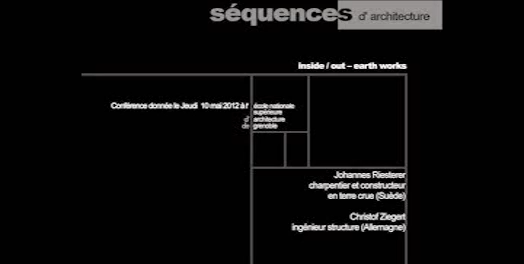 séquences d' architecture
inside / out – earth works
Conférence donnée le Jeudi 10 mai 2012 à l' école nationale
supérieure
d' architecture
de grenoble
Johannes Riesterer
charpentier et constructeur
en terre crue (Suède)
Christof Ziegert
ingénieur structure (Allemagne)